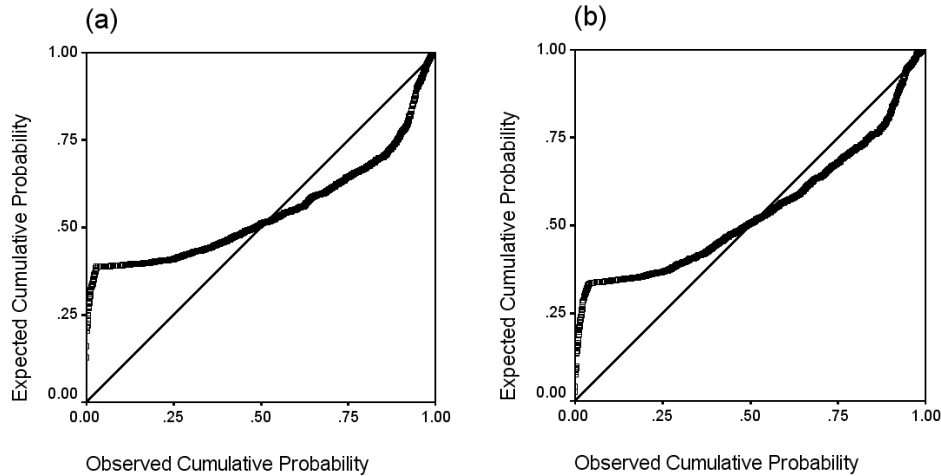 (a)
1.00
.75
.50
.25
0.00
Expected Cumulative Probability
0.00 .25 .50 .75 1.00
Observed Cumulative Probability
(b)
1.00
.75
.50
.25
0.00
Expected Cumulative Probability
0.00 .25 .50 .75 1.00
Observed Cumulative Probability